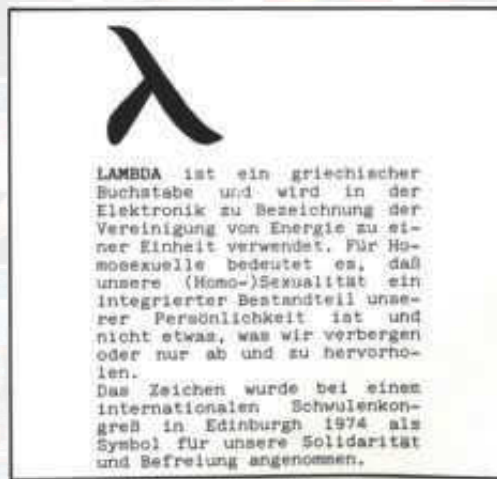 λ
LAMBDA ist ein griechischer
Buchstabe und wird in der
Elektronik zu Bezeichnung der
Vereinigung von Energie zu ei-
ner Einheit verwendet. Für Ho-
mosexuelle bedeutet es, daß
unsere (Homo-)Sexualität ein
integrierter Bestandteil unse-
rer Persönlichkeit ist und
nicht etwas, was wir verbergen
oder nur ab und zu hervorho-
len.
Das Zeichen wurde bei einem
internationalen Schwulenkon-
greß in Edinburgh 1974 als
Symbol für unsere Solidarität
und Befreiung angenommen.